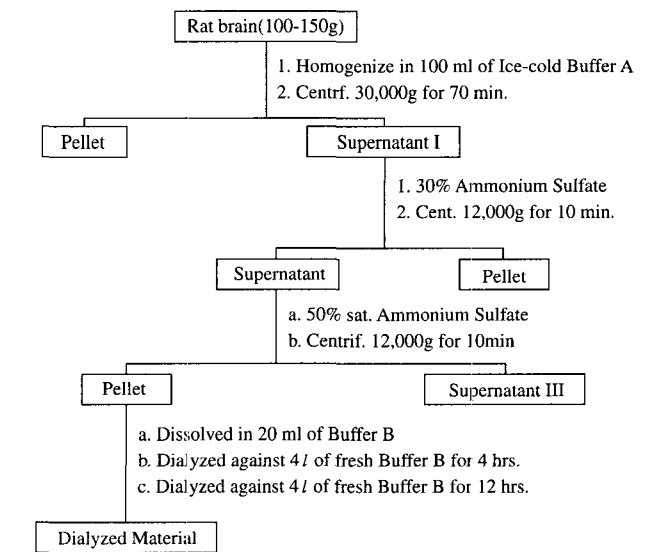 Rat brain(100-150g)
1. Homogenize in 100 ml of Ice-cold Buffer A
2. Centrf. 30,000g for 70 min.
Pellet
Supernatant I
1. 30% Ammonium Sulfate
2. Cent. 12,000g for 10 min.
Supernatant
Pellet
a. 50% sat. Ammonium Sulfate
b. Centrif. 12,000g for 10min
Pellet
Supernatant III
a. Dissolved in 20 ml of Buffer B
b. Dialyzed against 4 l of fresh Buffer B for 4 hrs.
c. Dialyzed against 4 l of fresh Buffer B for 12 hrs.
Dialyzed Material